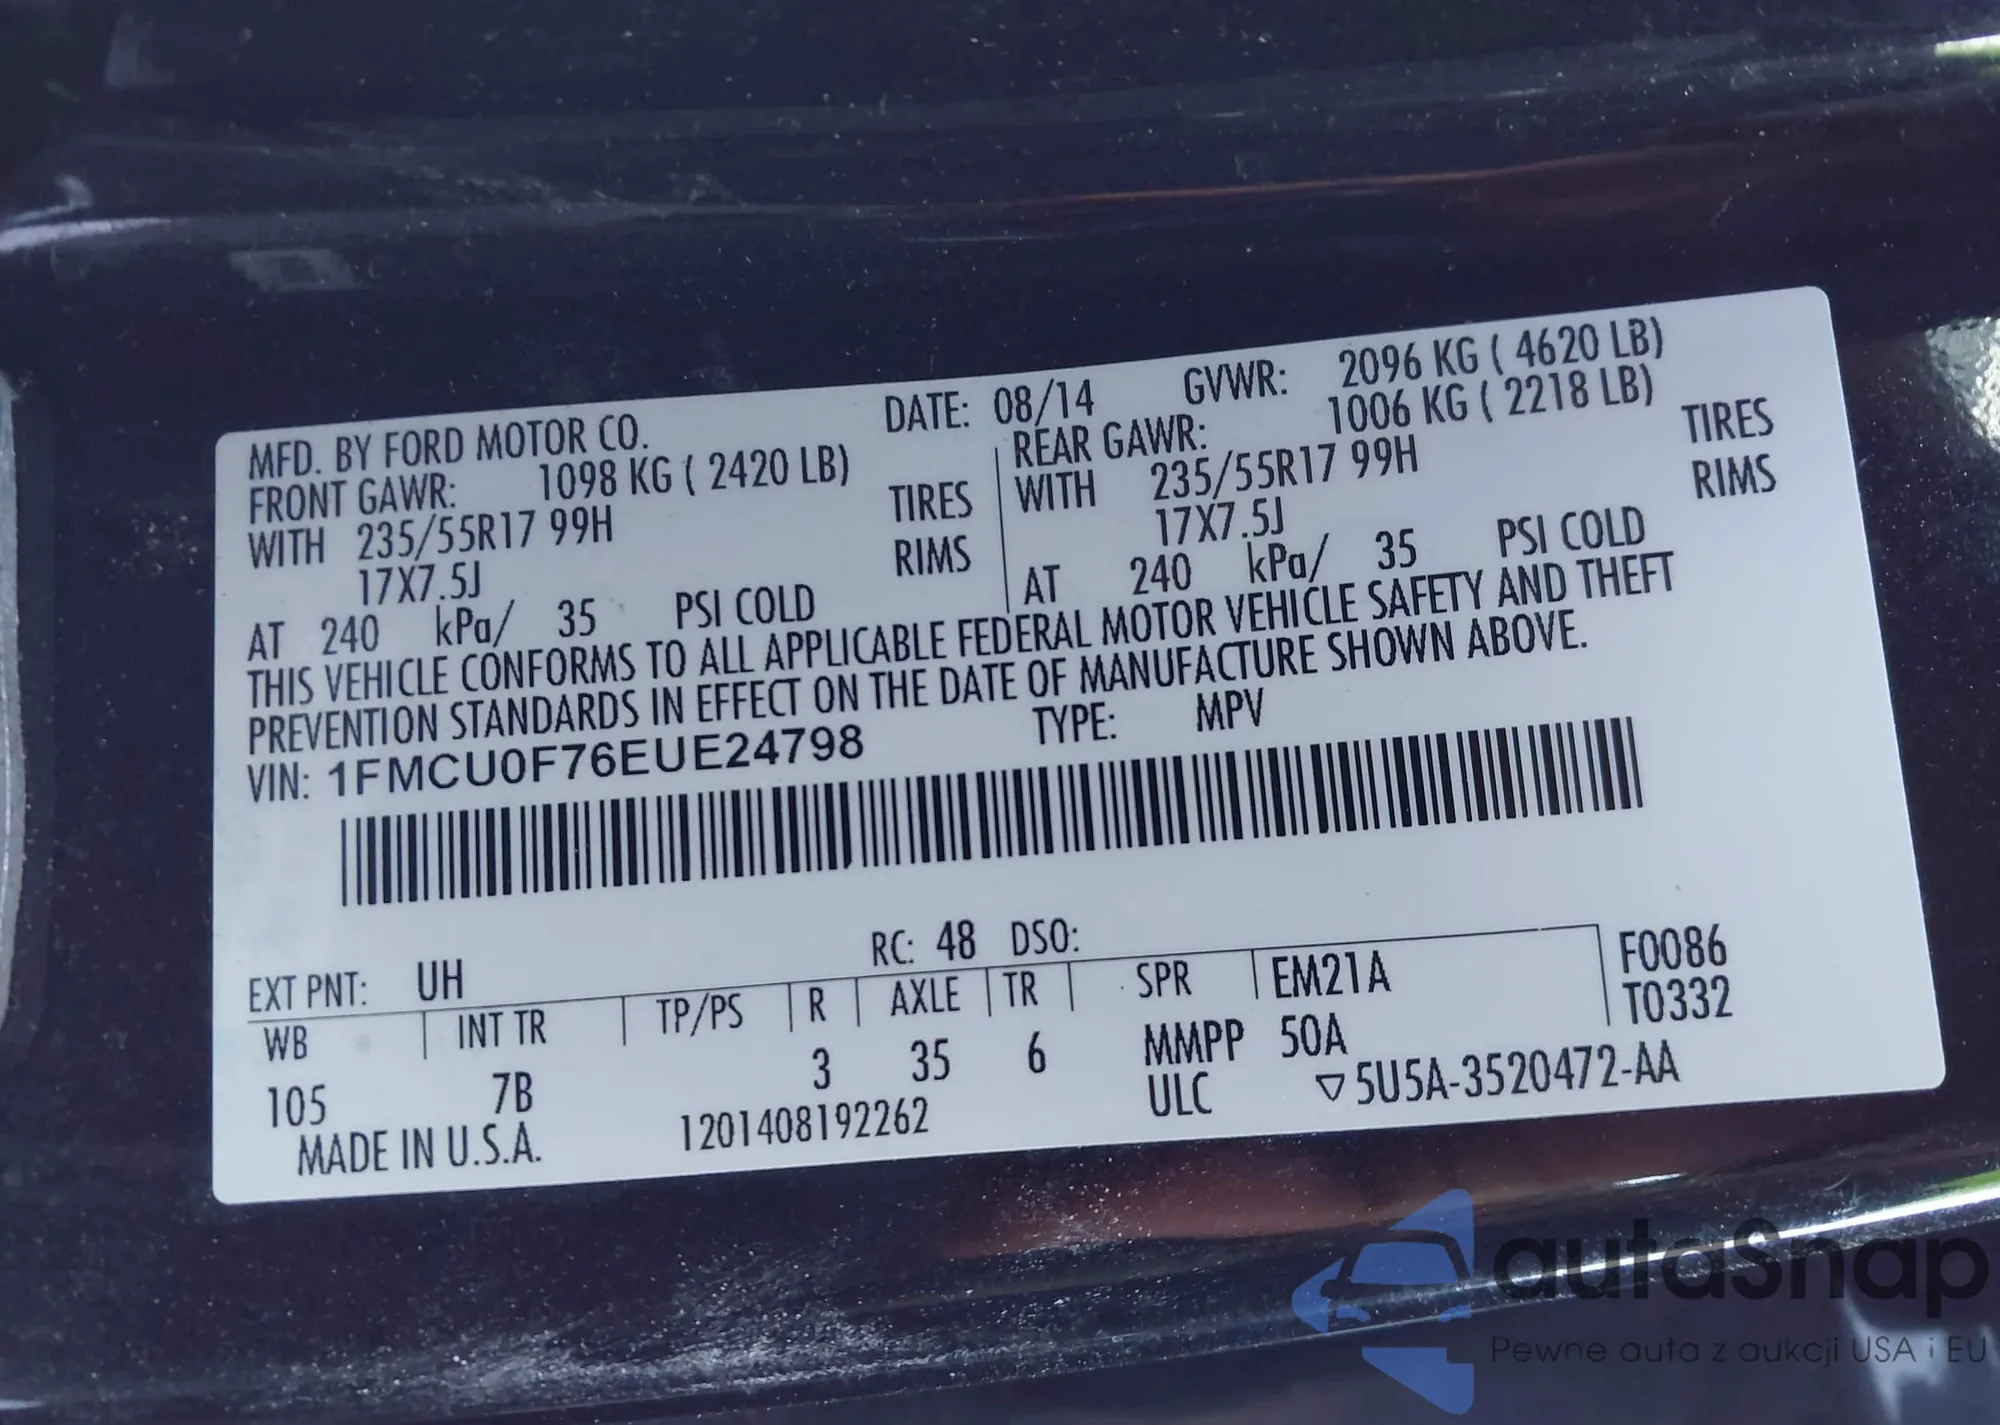 MFD. BY FORD MOTOR CO. DATE: 08/14 GVWR: 2096 KG ( 4620 LB)
FRONT GAWR: 1098 KG ( 2420 LB)
WITH 235/55R17 99H TIRES
17X7.5J RIMS
AT 240 kPa/ 35 PSI COLD
REAR GAWR: 1006 KG ( 2218 LB)
WITH 235/55R17 99H TIRES
17X7.5J RIMS
AT 240 kPa/ 35 PSI COLD
THIS VEHICLE CONFORMS TO ALL APPLICABLE FEDERAL MOTOR VEHICLE SAFETY AND THEFT
PREVENTION STANDARDS IN EFFECT ON THE DATE OF MANUFACTURE SHOWN ABOVE.
VIN: 1FMCU0F76EUE24798 TYPE: MPV
EXT PNT: UH RC: 48 DSO:
WB INT TR TP/PS R AXLE TR SPR EM21A F0086
T0332
105 7B 3 35 6 MMPP 50A
MADE IN U.S.A. 1201408192262 ULC ▽5U5A-3520472-AA
autoSnap
Pewne auta z aukcji USA i EU